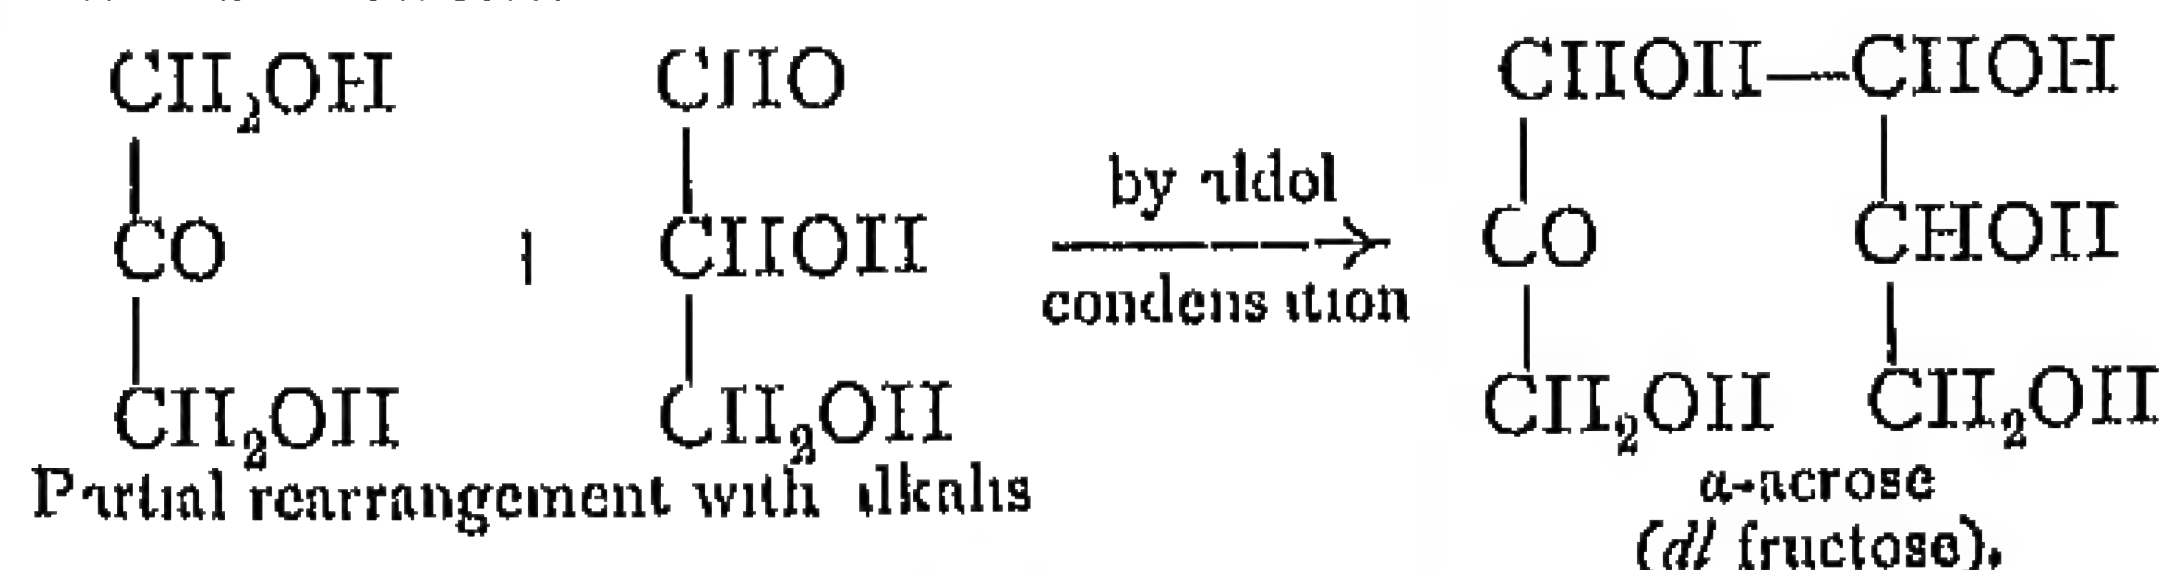 CH₂OH CHO CHOH—CHOH
by aldol
CO + CHOH CO CHOH
condensation
CH₂OH CH₂OH CH₂OH CH₂OH
Partial rearrangement with alkalis α-acrose
(dl fructose).